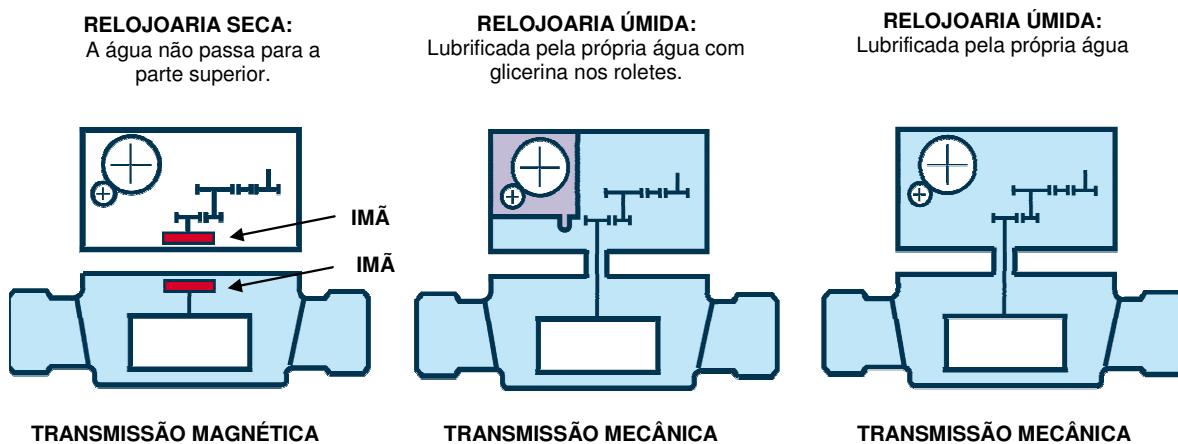 RELOJOARIA SECA:
A água não passa para a
parte superior.
RELOJOARIA ÚMIDA:
Lubrificada pela própria água com
glicerina nos roletes.
RELOJOARIA ÚMIDA:
Lubrificada pela própria água
IMÃ
IMÃ
TRANSMISSÃO MAGNÉTICA
TRANSMISSÃO MECÂNICA
TRANSMISSÃO MECÂNICA